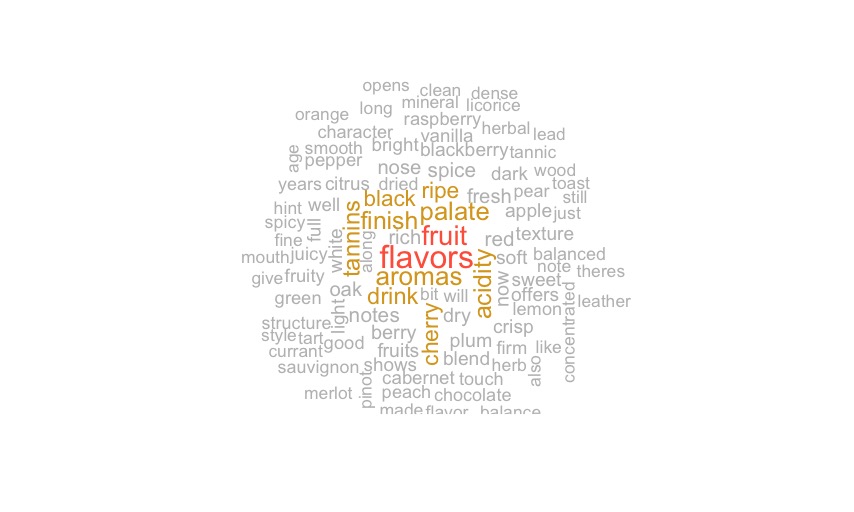 opens clean dense
orange long mineral licorice
raspberry
character bright vanilla herbal lead
age smooth blackberry tannic
pepper nose spice dark wood
years citrus dried ripe fresh pear toast
hint well black palate apple just still
spicy full tannins finish
fine white along rich fruit red texture
mouth juicy flavors acidity soft balanced
give fruity aromas now sweet note theres
green oak drink bit will offers leather
light notes cherry dry lemon concentrated
structure berry crisp
style tart good plum firm like
currant fruits blend herb also
sauvignon shows
cabernet touch
merlot pinot peach chocolate
made flavor balance